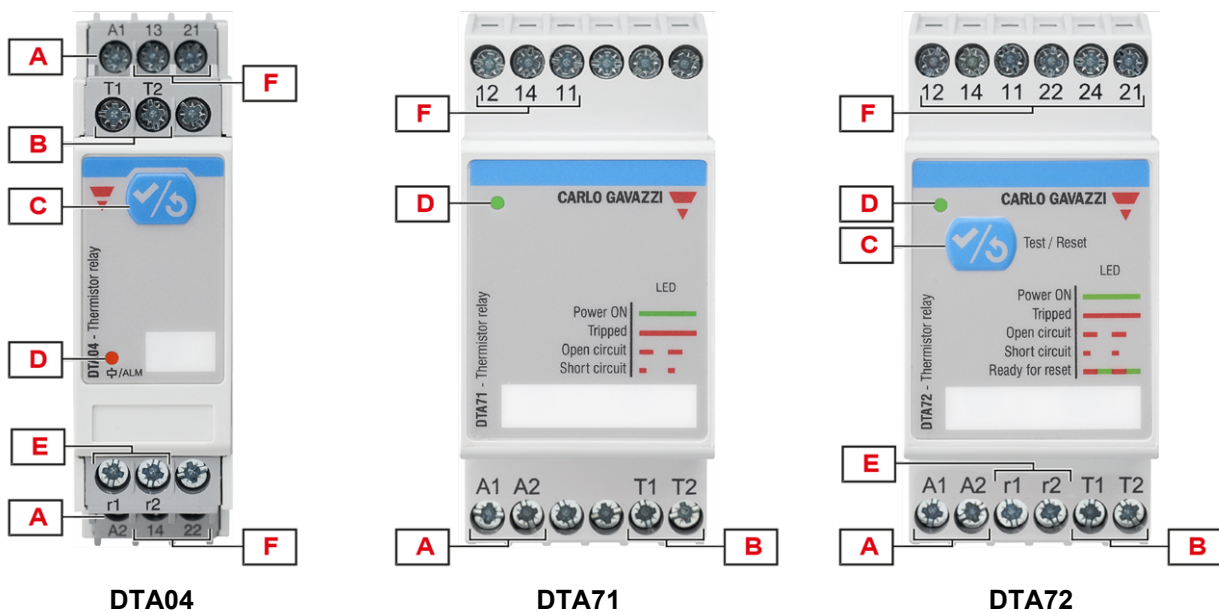 A
A1 13 21
F
T1 T2
B
C
DTA04 - Thermistor relay
D
/ALM
E
r1 r2
A
A2 14 22
F
DTA04
F
12 14 11
D
CARLO GAVAZZI
LED
Power ON
Tripped
Open circuit
Short circuit
DTA71 - Thermistor relay
A1 A2 T1 T2
A
B
DTA71
F
12 14 11 22 24 21
D
CARLO GAVAZZI
C
Test / Reset
LED
Power ON
Tripped
Open circuit
Short circuit
Ready for reset
DTA72 - Thermistor relay
E
A1 A2 r1 r2 T1 T2
A
B
DTA72